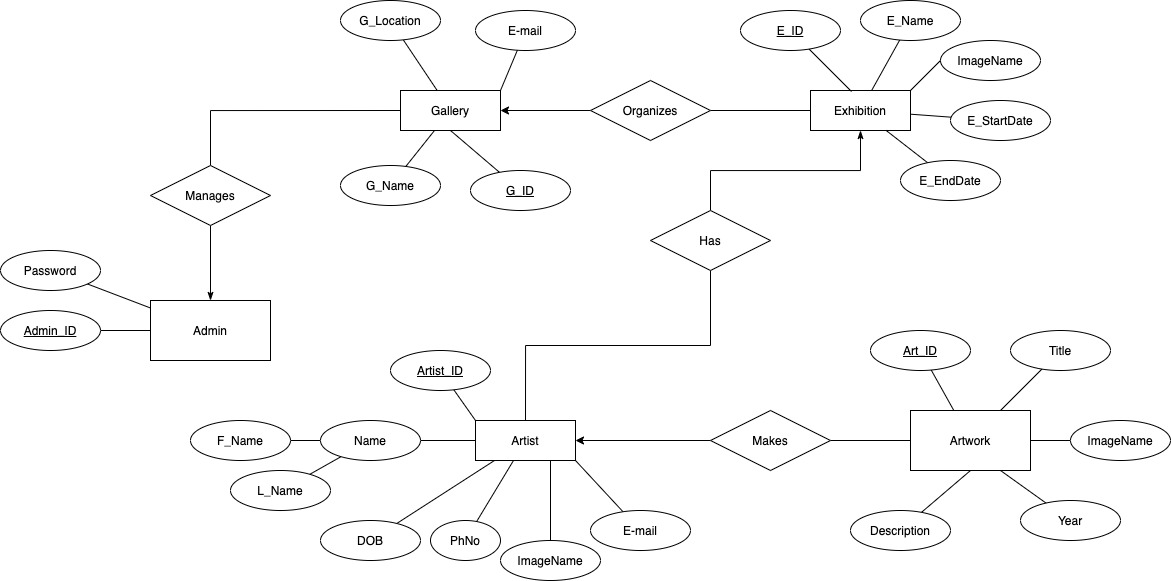 G_Location
E-mail
E_ID
E_Name
ImageName
Gallery
Organizes
Exhibition
E_StartDate
G_Name
G_ID
E_EndDate
Manages
Has
Password
Admin_ID
Admin
Artist_ID
Art_ID
Title
F_Name
Name
Artist
Makes
Artwork
ImageName
L_Name
DOB
PhNo
ImageName
E-mail
Description
Year